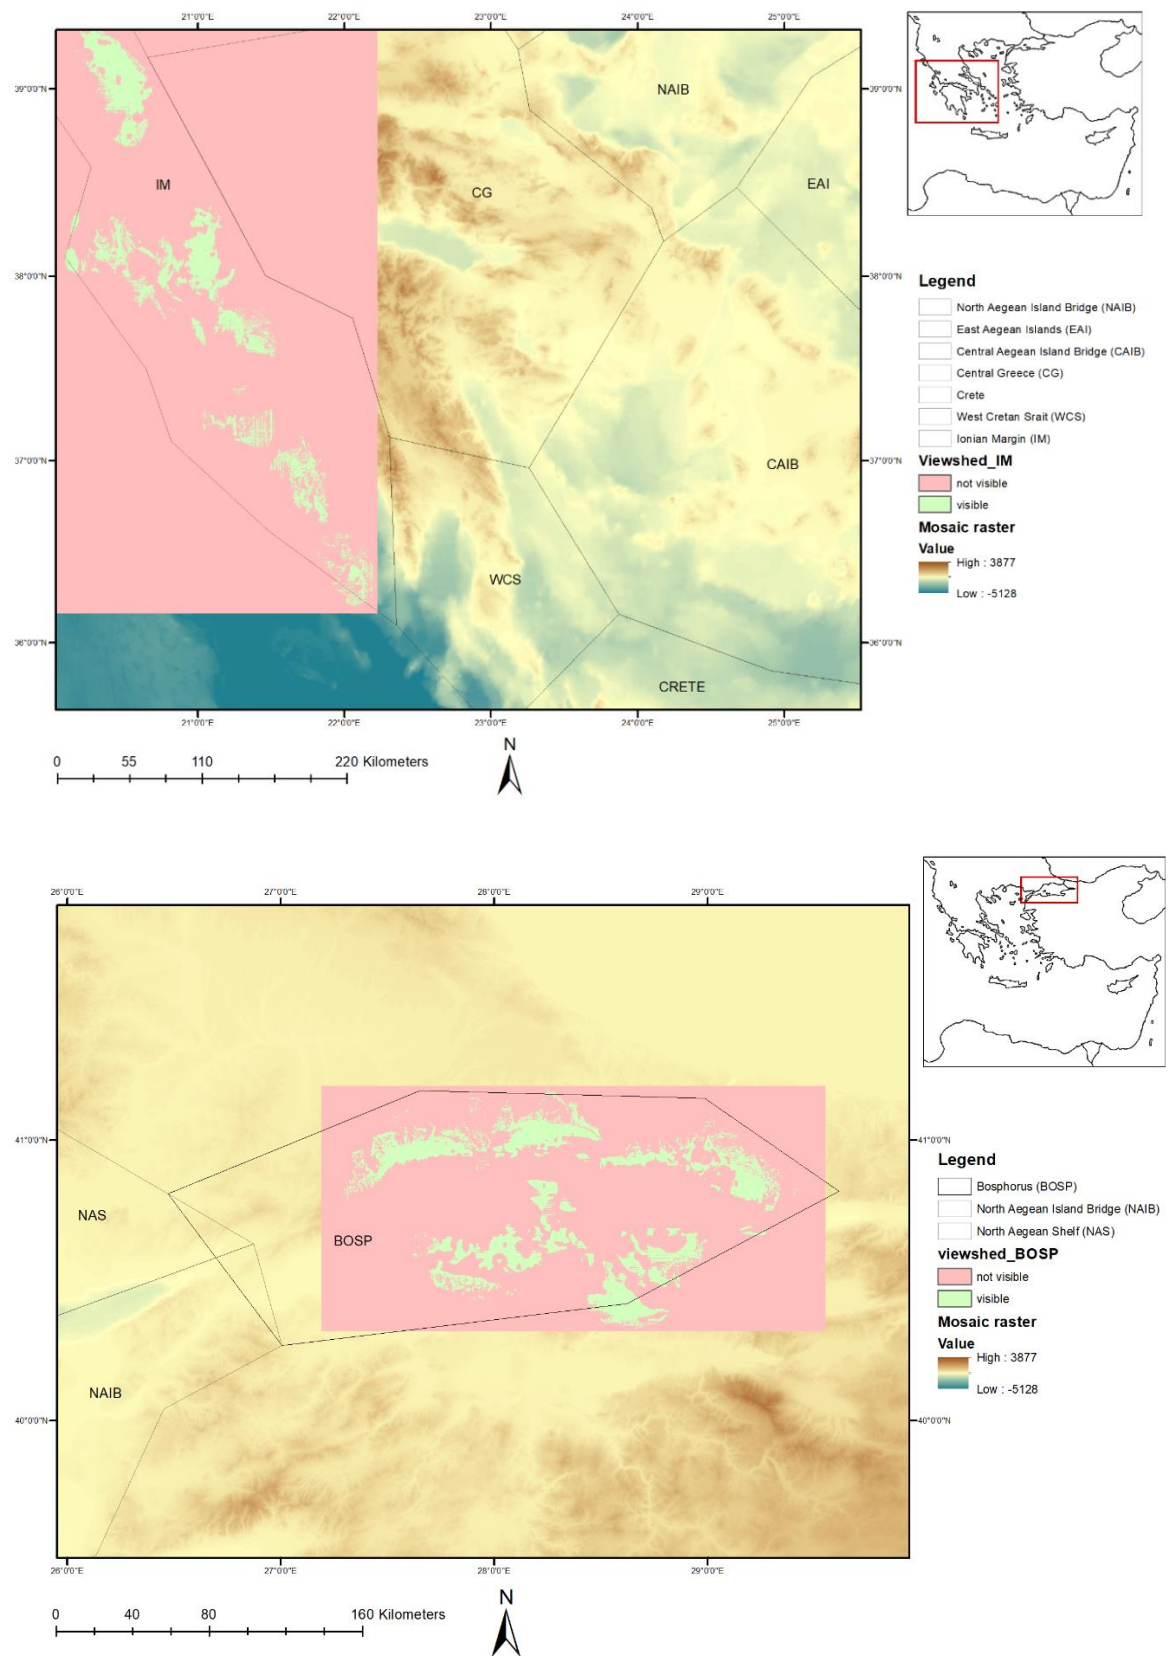 21°0'0"E 22°0'0"E 23°0'0"E 24°0'0"E 25°0'0"E
39°0'0"N NAIB 39°0'0"N
IM CG EAI
38°0'0"N 38°0'0"N
37°0'0"N CAIB 37°0'0"N
WCS
36°0'0"N 36°0'0"N
CRETE
21°0'0"E 22°0'0"E 23°0'0"E 24°0'0"E 25°0'0"E
Legend
North Aegean Island Bridge (NAIB)
East Aegean Islands (EAI)
Central Aegean Island Bridge (CAIB)
Central Greece (CG)
Crete
West Cretan Srait (WCS)
Ionian Margin (IM)
Viewshed_IM
not visible
visible
Mosaic raster
Value
High : 3877
Low : -5128
N
0 55 110 220 Kilometers
26°0'0"E 27°0'0"E 28°0'0"E 29°0'0"E
41°0'0"N 41°0'0"N
NAS
BOSP
NAIB
40°0'0"N 40°0'0"N
26°0'0"E 27°0'0"E 28°0'0"E 29°0'0"E
Legend
Bosphorus (BOSP)
North Aegean Island Bridge (NAIB)
North Aegean Shelf (NAS)
viewshed_BOSP
not visible
visible
Mosaic raster
Value
High : 3877
Low : -5128
N
0 40 80 160 Kilometers